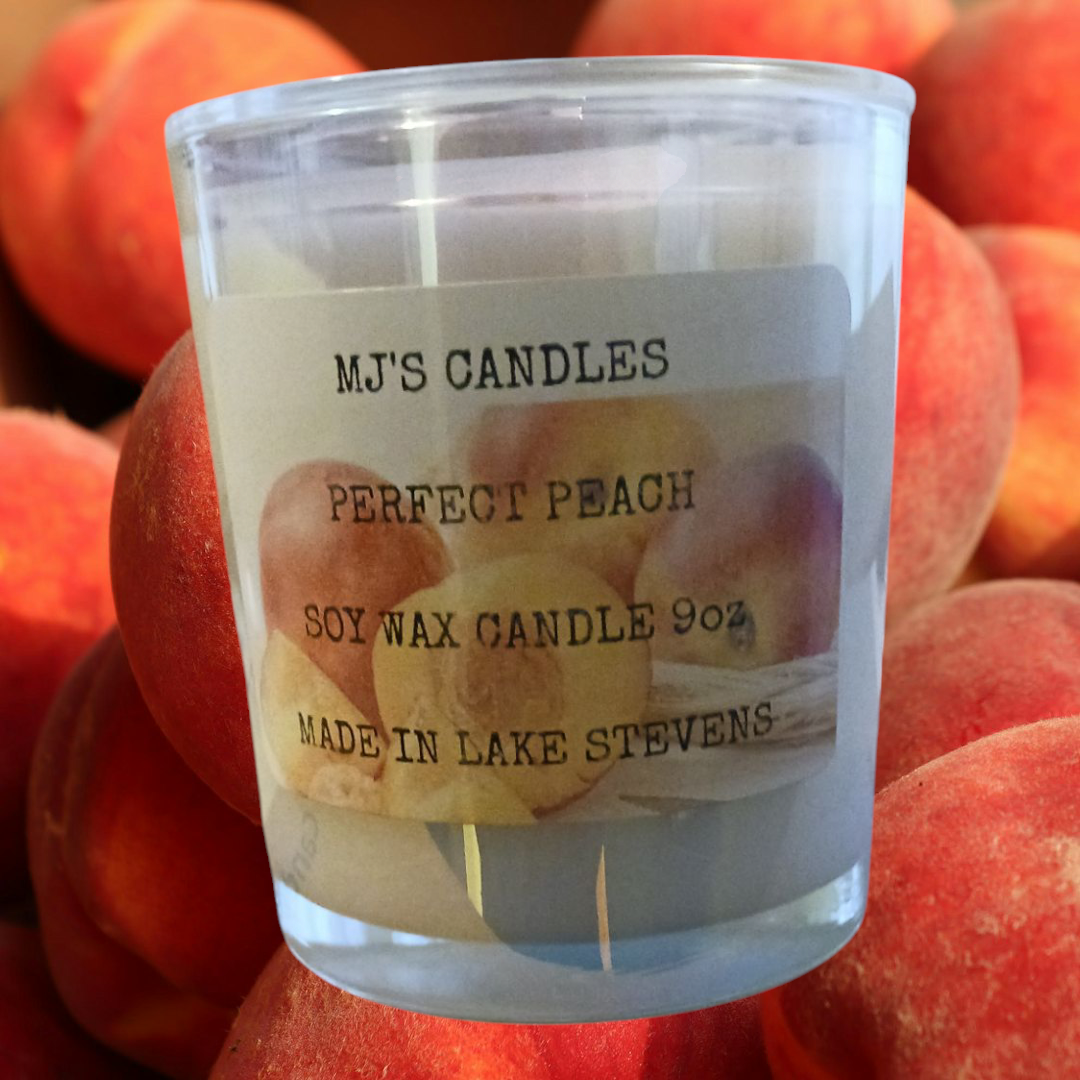 MJ'S CANDLES
PERFECT PEACH
SOY WAX CANDLE 9oz
MADE IN LAKE STEVENS